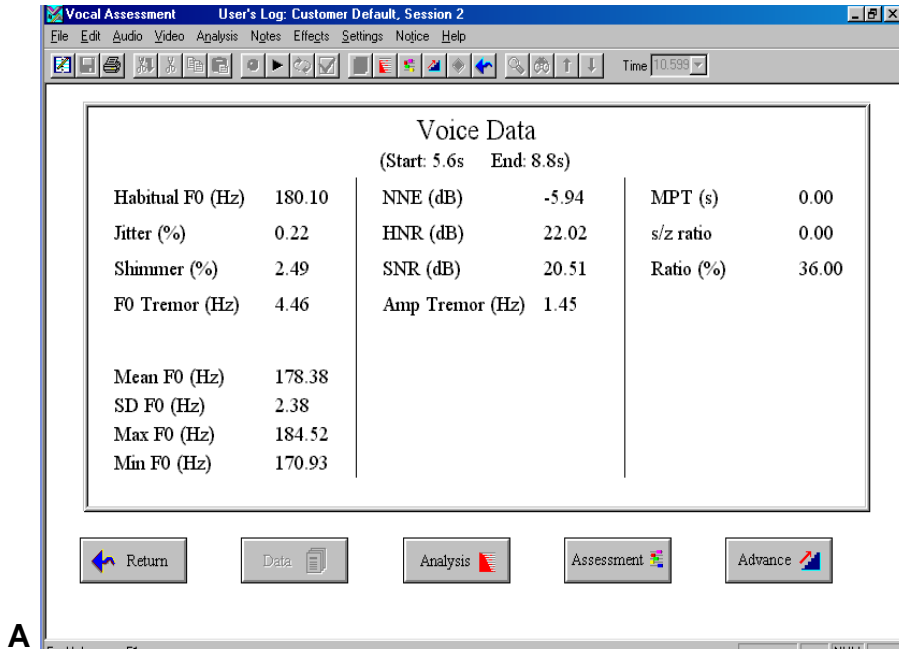 Vocal Assessment User's Log: Customer Default, Session 2
File Edit Audio Video Analysis Notes Effects Settings Notice Help
Time 10.599
Voice Data
(Start: 5.6s End: 8.8s)
Habitual F0 (Hz) 180.10 NNE (dB) -5.94 MPT (s) 0.00
Jitter (%) 0.22 HNR (dB) 22.02 s/z ratio 0.00
Shimmer (%) 2.49 SNR (dB) 20.51 Ratio (%) 36.00
F0 Tremor (Hz) 4.46 Amp Tremor (Hz) 1.45
Mean F0 (Hz) 178.38
SD F0 (Hz) 2.38
Max F0 (Hz) 184.52
Min F0 (Hz) 170.93
Return Data Analysis Assessment Advance
A